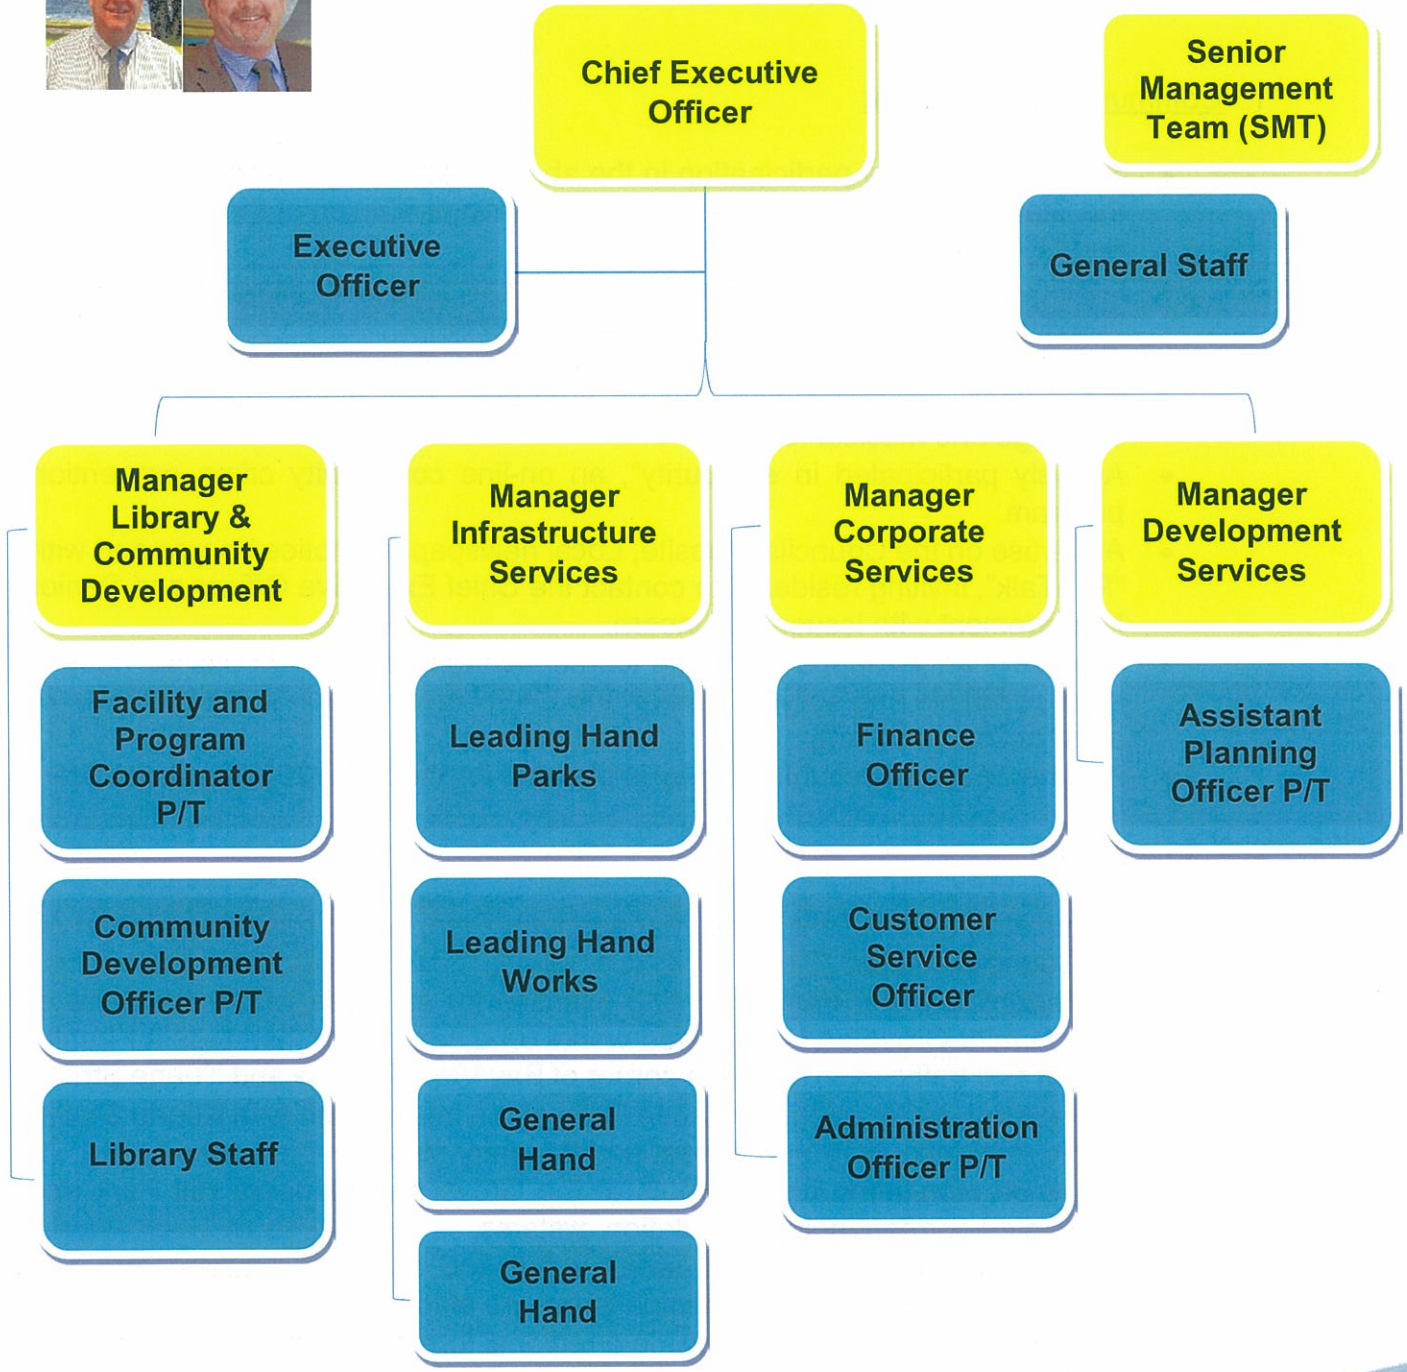 Chief Executive
Officer
Senior
Management
Team (SMT)
Executive
Officer
General Staff
Manager
Library &
Community
Development
Manager
Infrastructure
Services
Manager
Corporate
Services
Manager
Development
Services
Facility and
Program
Coordinator
P/T
Leading Hand
Parks
Finance
Officer
Assistant
Planning
Officer P/T
Community
Development
Officer P/T
Leading Hand
Works
Customer
Service
Officer
Library Staff
General
Hand
Administration
Officer P/T
General
Hand